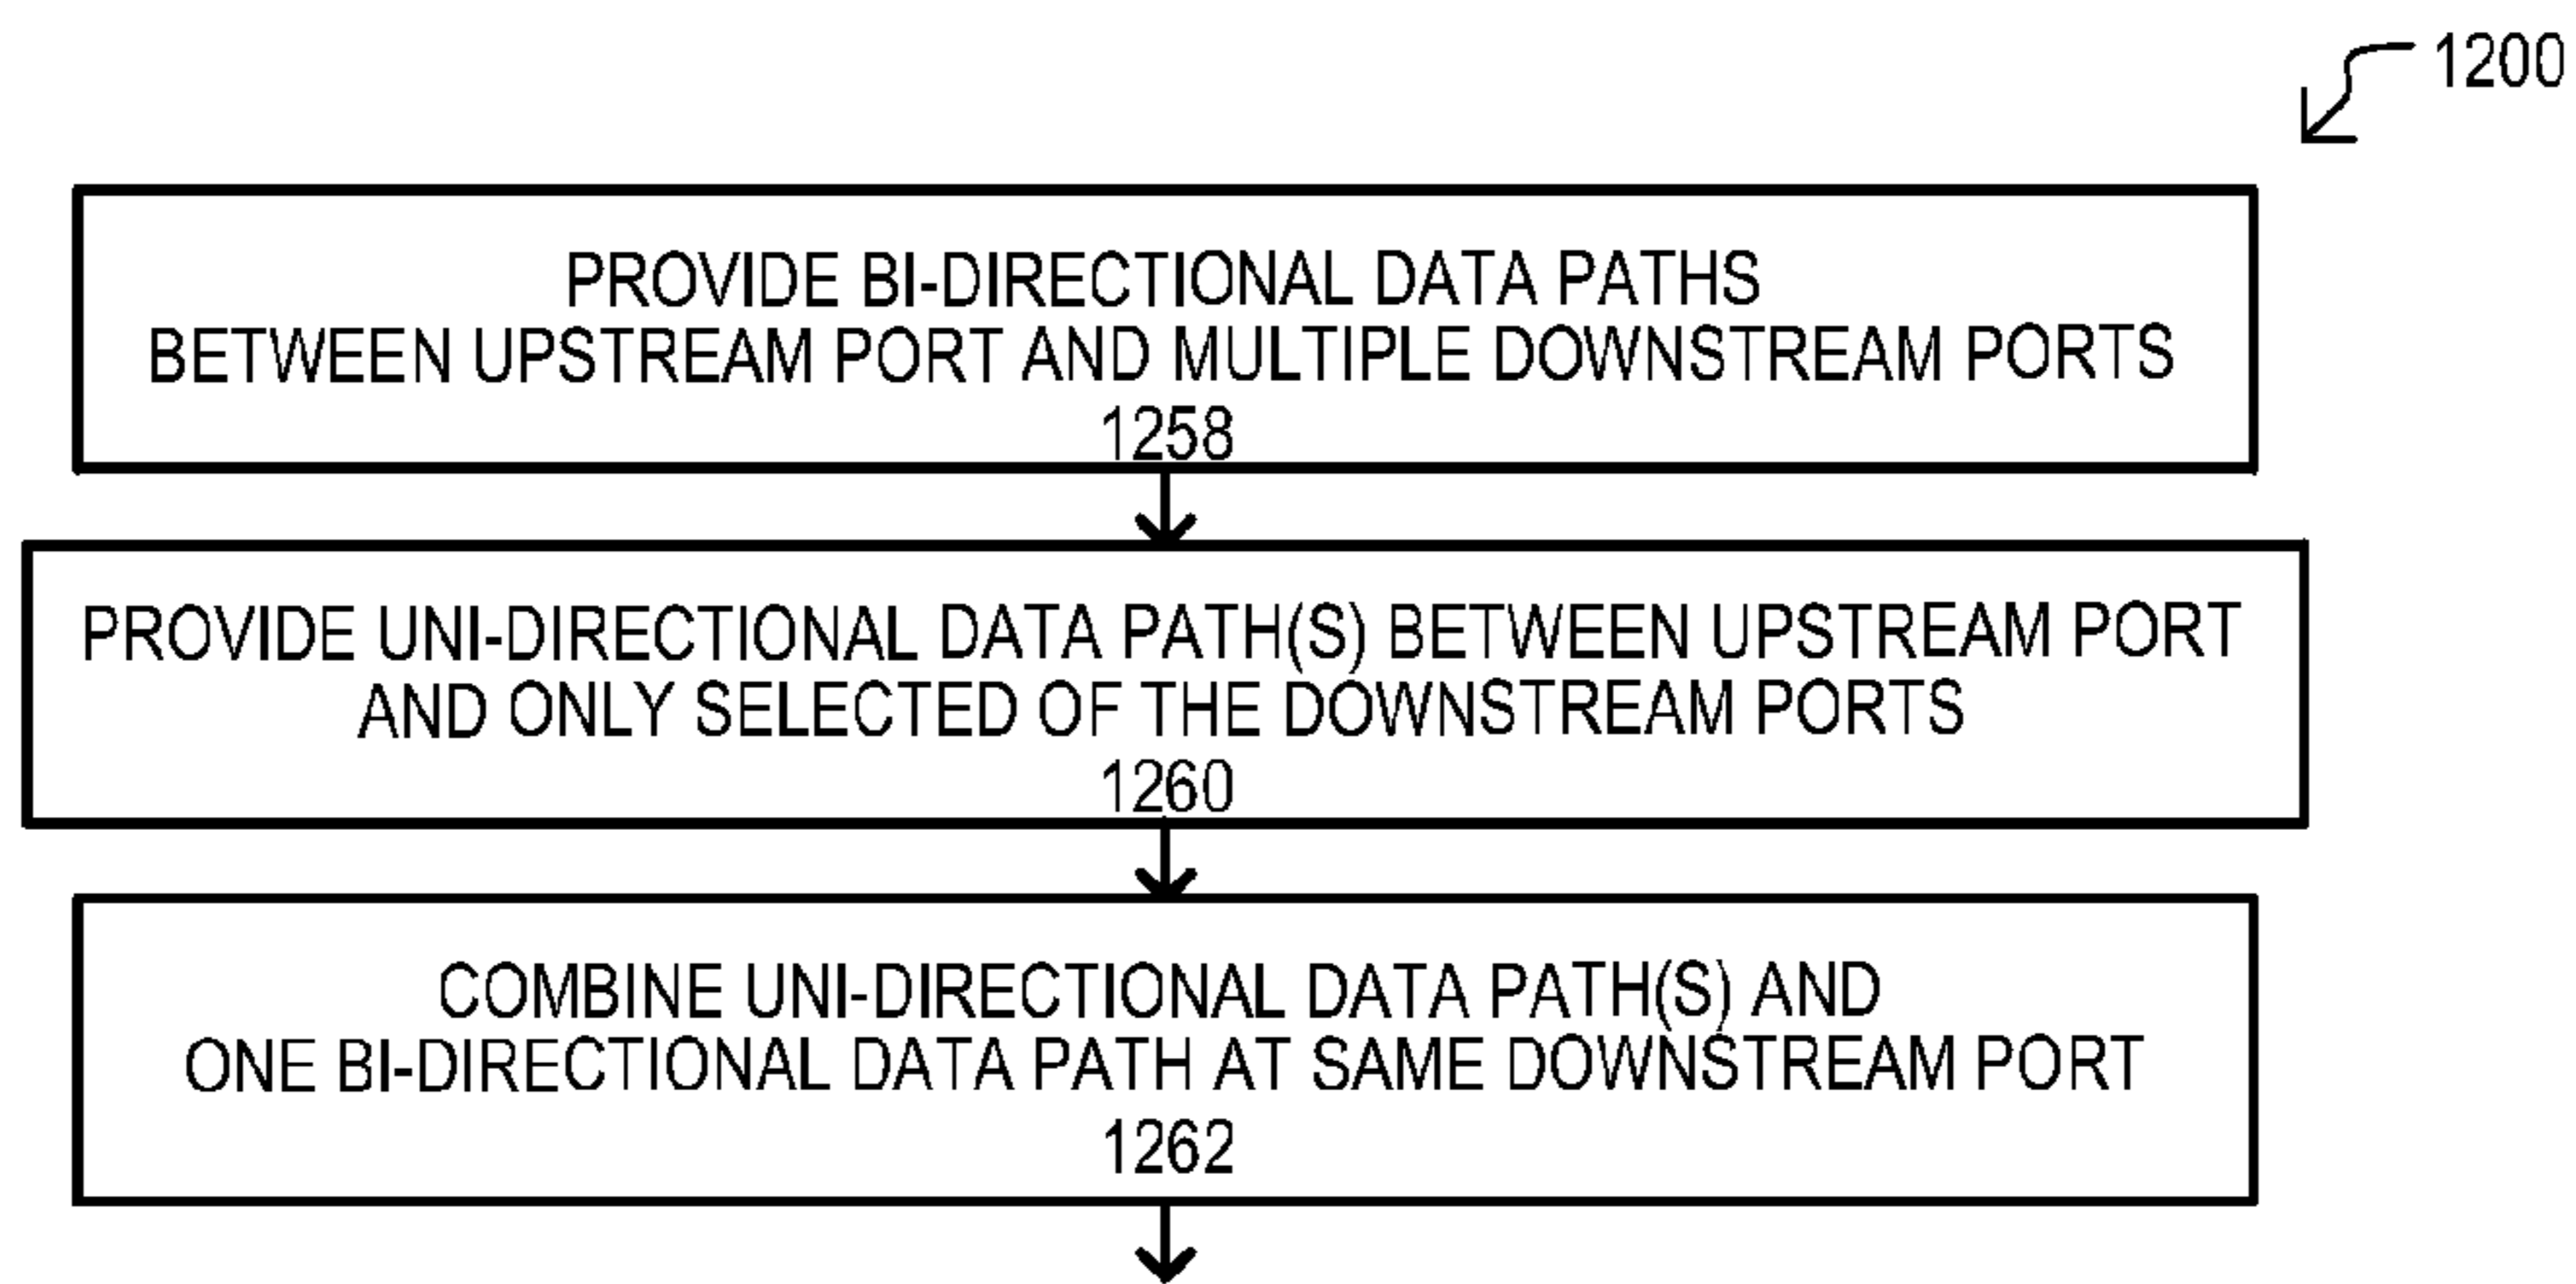 1200
PROVIDE BI-DIRECTIONAL DATA PATHS
BETWEEN UPSTREAM PORT AND MULTIPLE DOWNSTREAM PORTS
1258
PROVIDE UNI-DIRECTIONAL DATA PATH(S) BETWEEN UPSTREAM PORT
AND ONLY SELECTED OF THE DOWNSTREAM PORTS
1260
COMBINE UNI-DIRECTIONAL DATA PATH(S) AND
ONE BI-DIRECTIONAL DATA PATH AT SAME DOWNSTREAM PORT
1262